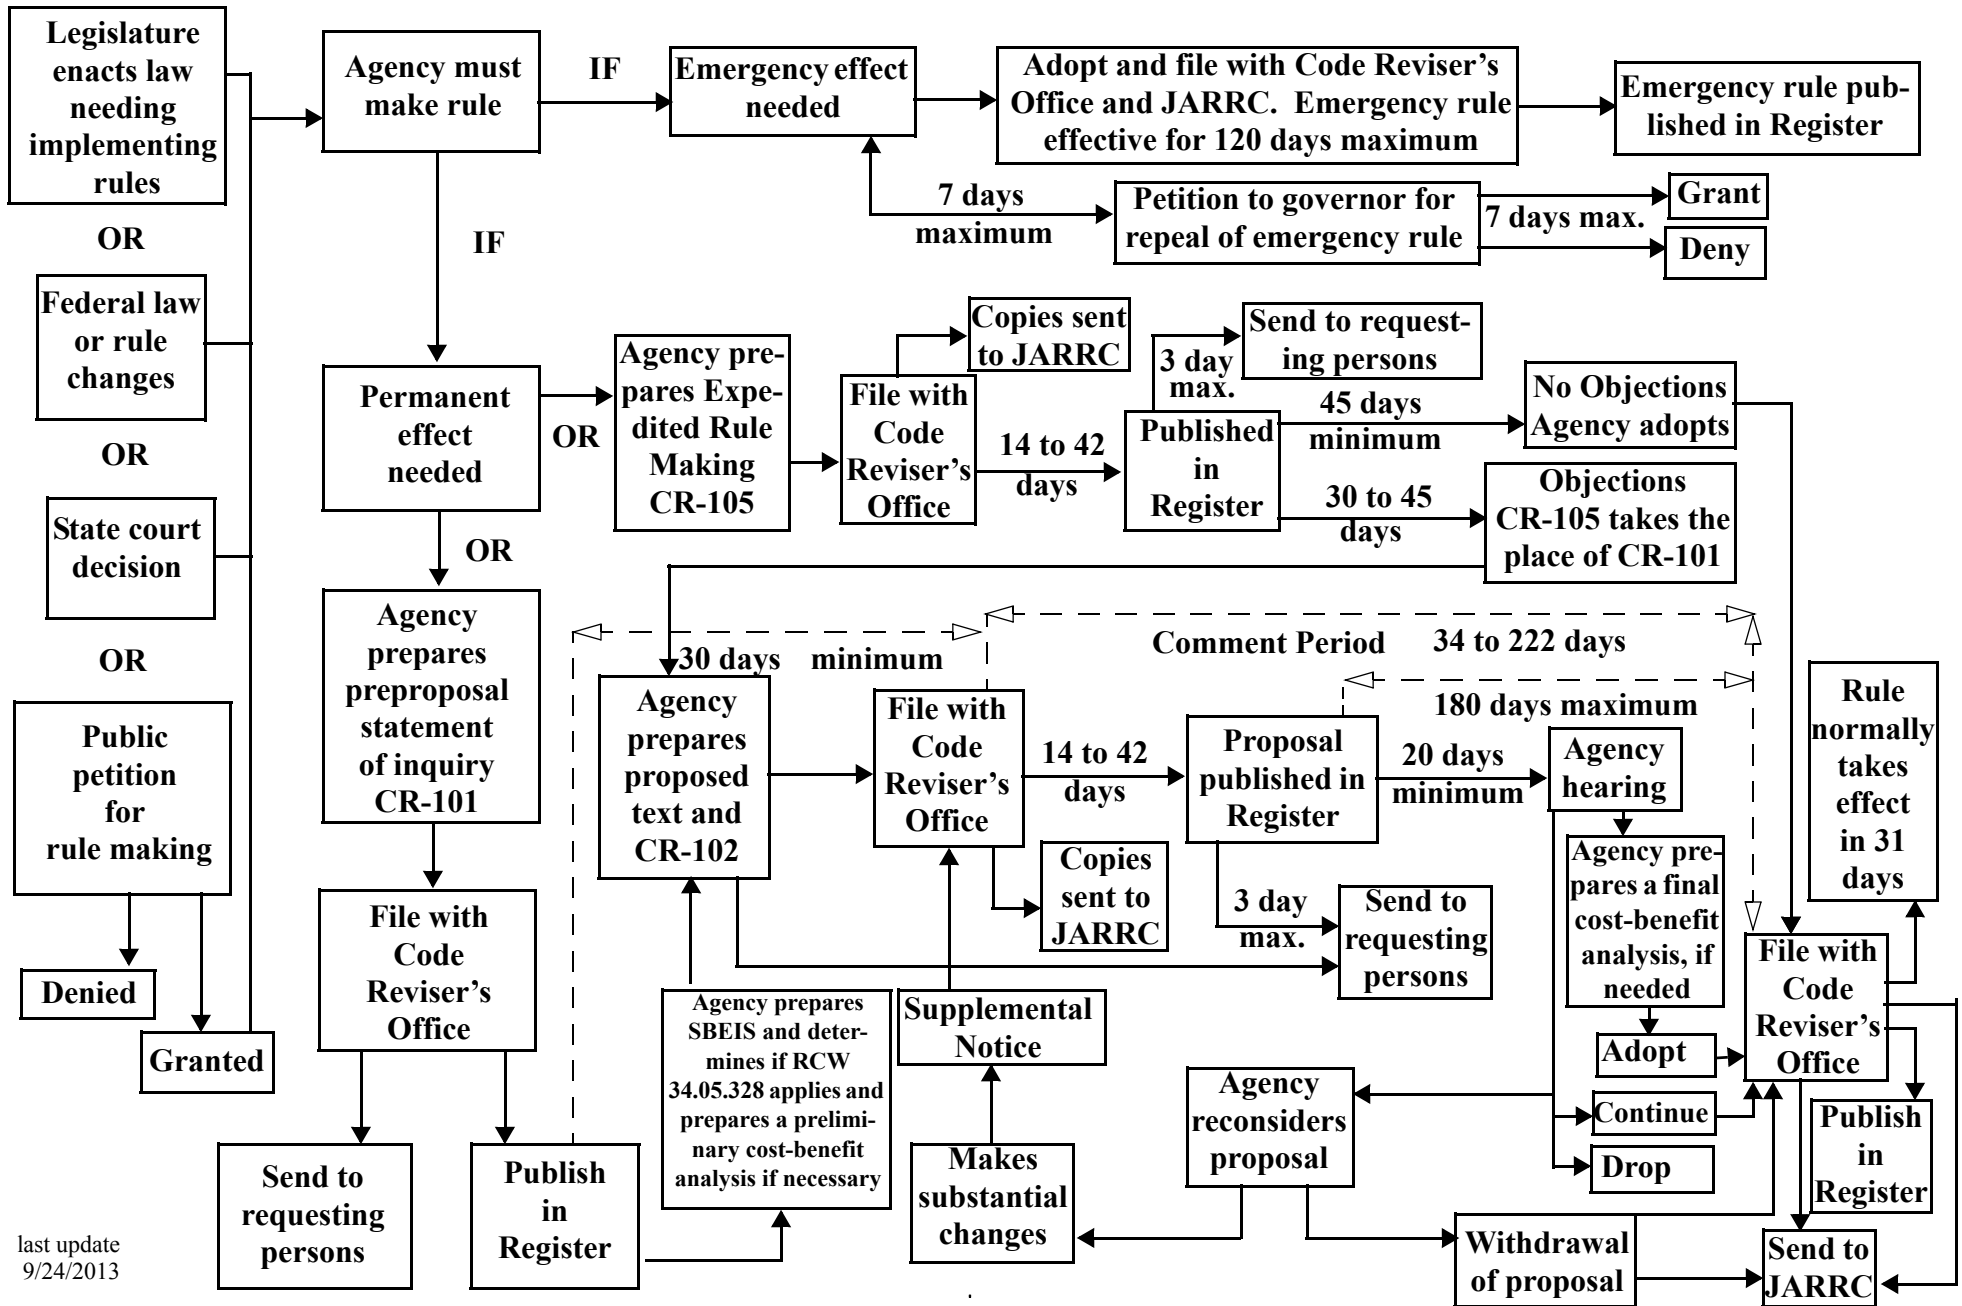 Legislature
enacts law
needing
implementing
rules
OR
Federal law
or rule
changes
OR
State court
decision
OR
Public
petition
for
rule making
Denied
Granted
Agency must
make rule
IF
Emergency effect
needed
Adopt and file with Code Reviser's
Office and JARRC. Emergency rule
effective for 120 days maximum
Emergency rule pub-
lished in Register
7 days
maximum
Petition to governor for
repeal of emergency rule
7 days max.
Grant
Deny
IF
Permanent
effect
needed
OR
Agency pre-
pares Expe-
dited Rule
Making
CR-105
File with
Code
Reviser's
Office
Copies sent
to JARRC
14 to 42
days
Published
in
Register
3 day
max.
Send to request-
ing persons
45 days
minimum
No Objections
Agency adopts
30 to 45
days
Objections
CR-105 takes the
place of CR-101
OR
Agency
prepares
preproposal
statement
of inquiry
CR-101
File with
Code
Reviser's
Office
Send to
requesting
persons
Publish
in
Register
30 days minimum
Agency prepares
SBEIS and deter-
mines if RCW
34.05.328 applies and
prepares a prelimi-
nary cost-benefit
analysis if necessary
Agency
prepares
proposed
text and
CR-102
File with
Code
Reviser's
Office
Copies
sent to
JARRC
Supplemental
Notice
Makes
substantial
changes
Comment Period 34 to 222 days
180 days maximum
14 to 42
days
Proposal
published in
Register
3 day
max.
Send to
requesting
persons
20 days
minimum
Agency
hearing
Agency pre-
pares a final
cost-benefit
analysis, if
needed
Adopt
Continue
Drop
Agency
reconsiders
proposal
Withdrawal
of proposal
File with
Code
Reviser's
Office
Rule
normally
takes
effect
in 31
days
Publish
in
Register
Send to
JARRC
last update
9/24/2013